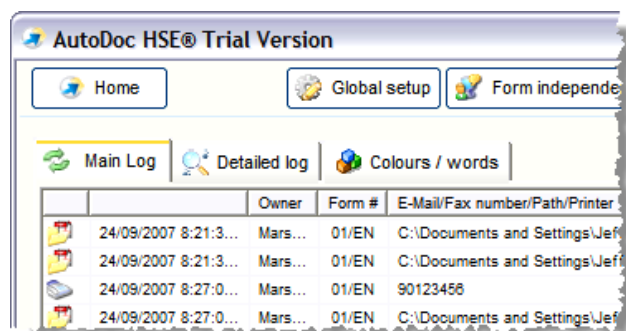 AutoDoc HSE® Trial Version
Home Global setup Form independe
Main Log Detailed log Colours / words
Owner Form # E-Mail/Fax number/Path/Printer
24/09/2007 8:21:3... Mars... 01/EN C:\Documents and Settings\Jeff
24/09/2007 8:21:3... Mars... 01/EN C:\Documents and Settings\Jeff
24/09/2007 8:27:0... Mars... 01/EN 90123456
24/09/2007 8:27:0... Mars... 01/EN C:\Documents and Settings\Jeff